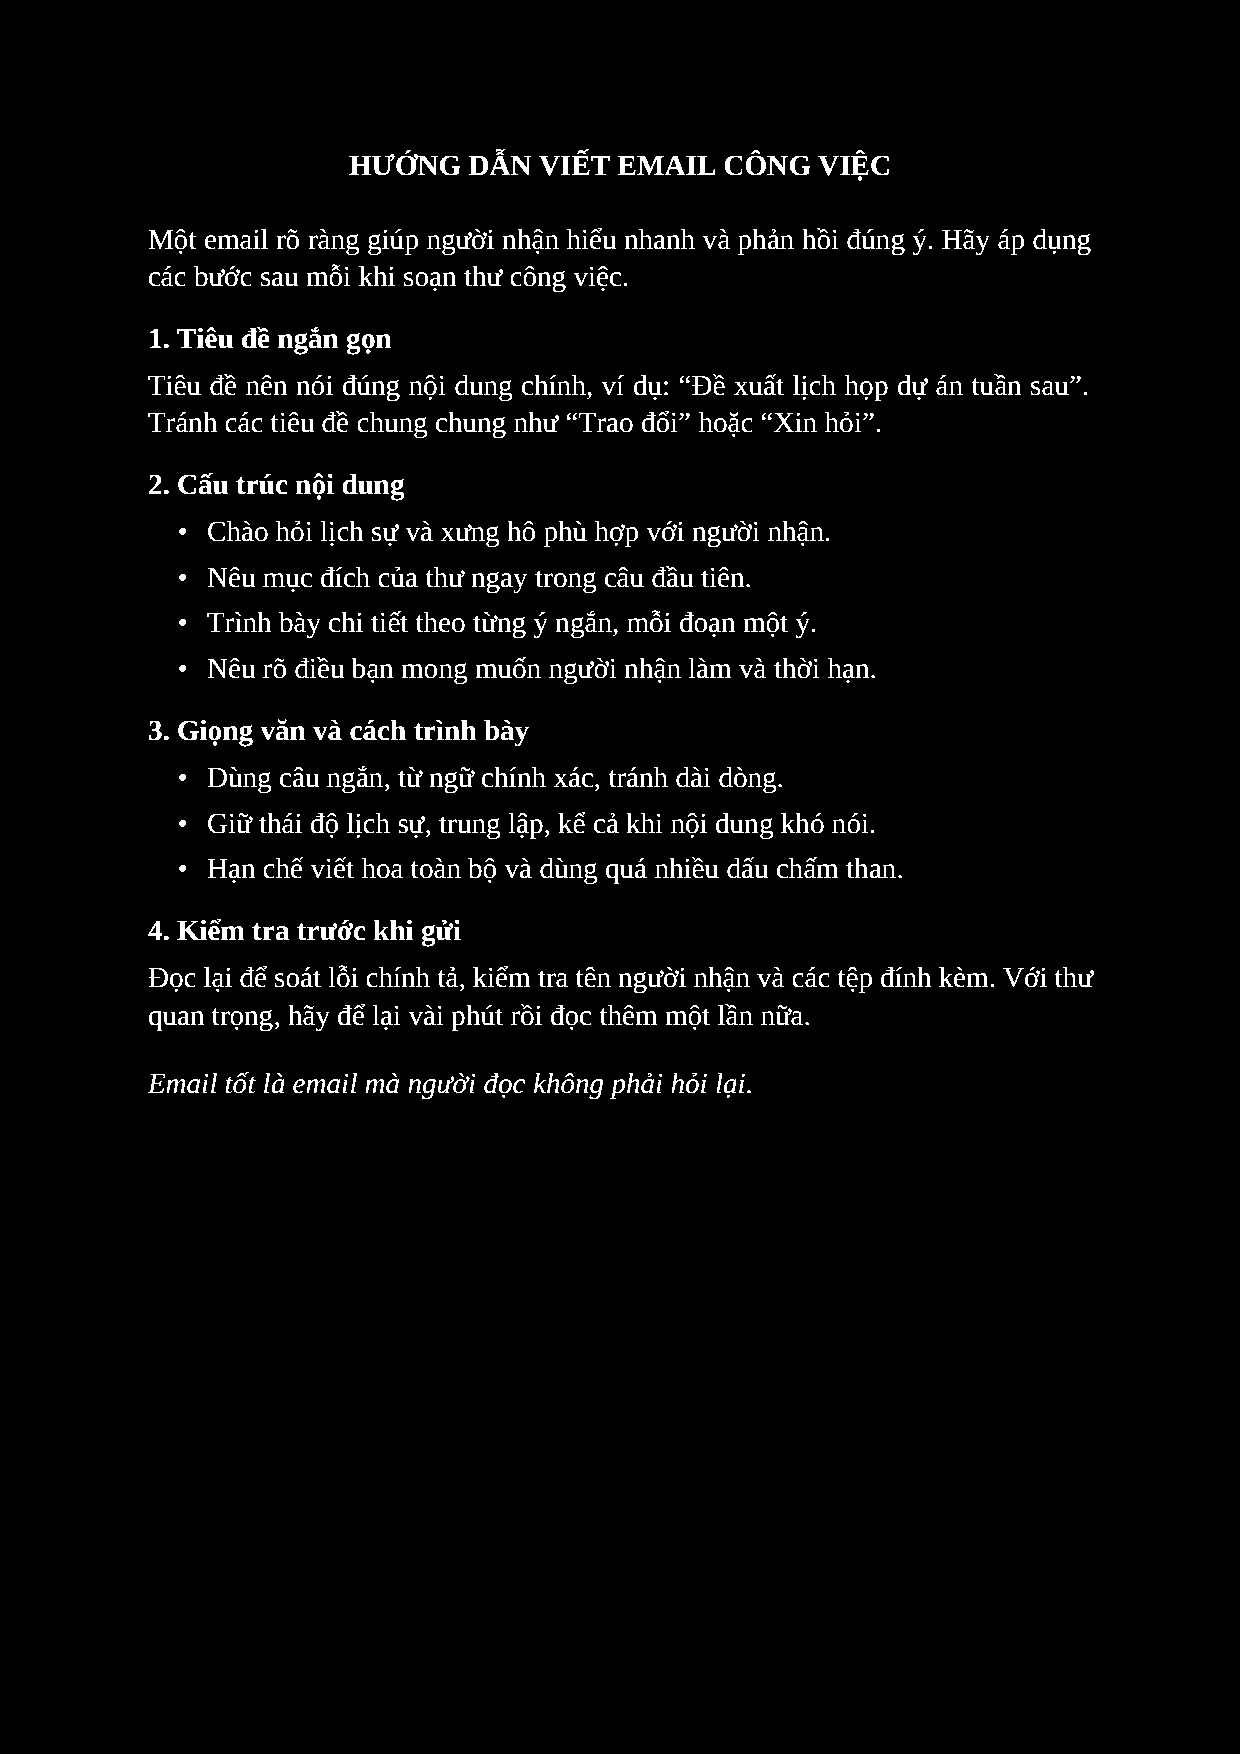 HƯỚNG DẪN VIẾT EMAIL CÔNG VIỆC
Một email rõ ràng giúp người nhận hiểu nhanh và phản hồi đúng ý. Hãy áp dụng
các bước sau mỗi khi soạn thư công việc.
1. Tiêu đề ngắn gọn
Tiêu đề nên nói đúng nội dung chính, ví dụ: “Đề xuất lịch họp dự án tuần sau”.
Tránh các tiêu đề chung chung như “Trao đổi” hoặc “Xin hỏi”.
2. Cấu trúc nội dung
• Chào hỏi lịch sự và xưng hô phù hợp với người nhận.
• Nêu mục đích của thư ngay trong câu đầu tiên.
• Trình bày chi tiết theo từng ý ngắn, mỗi đoạn một ý.
• Nêu rõ điều bạn mong muốn người nhận làm và thời hạn.
3. Giọng văn và cách trình bày
• Dùng câu ngắn, từ ngữ chính xác, tránh dài dòng.
• Giữ thái độ lịch sự, trung lập, kể cả khi nội dung khó nói.
• Hạn chế viết hoa toàn bộ và dùng quá nhiều dấu chấm than.
4. Kiểm tra trước khi gửi
Đọc lại để soát lỗi chính tả, kiểm tra tên người nhận và các tệp đính kèm. Với thư
quan trọng, hãy để lại vài phút rồi đọc thêm một lần nữa.
Email tốt là email mà người đọc không phải hỏi lại.